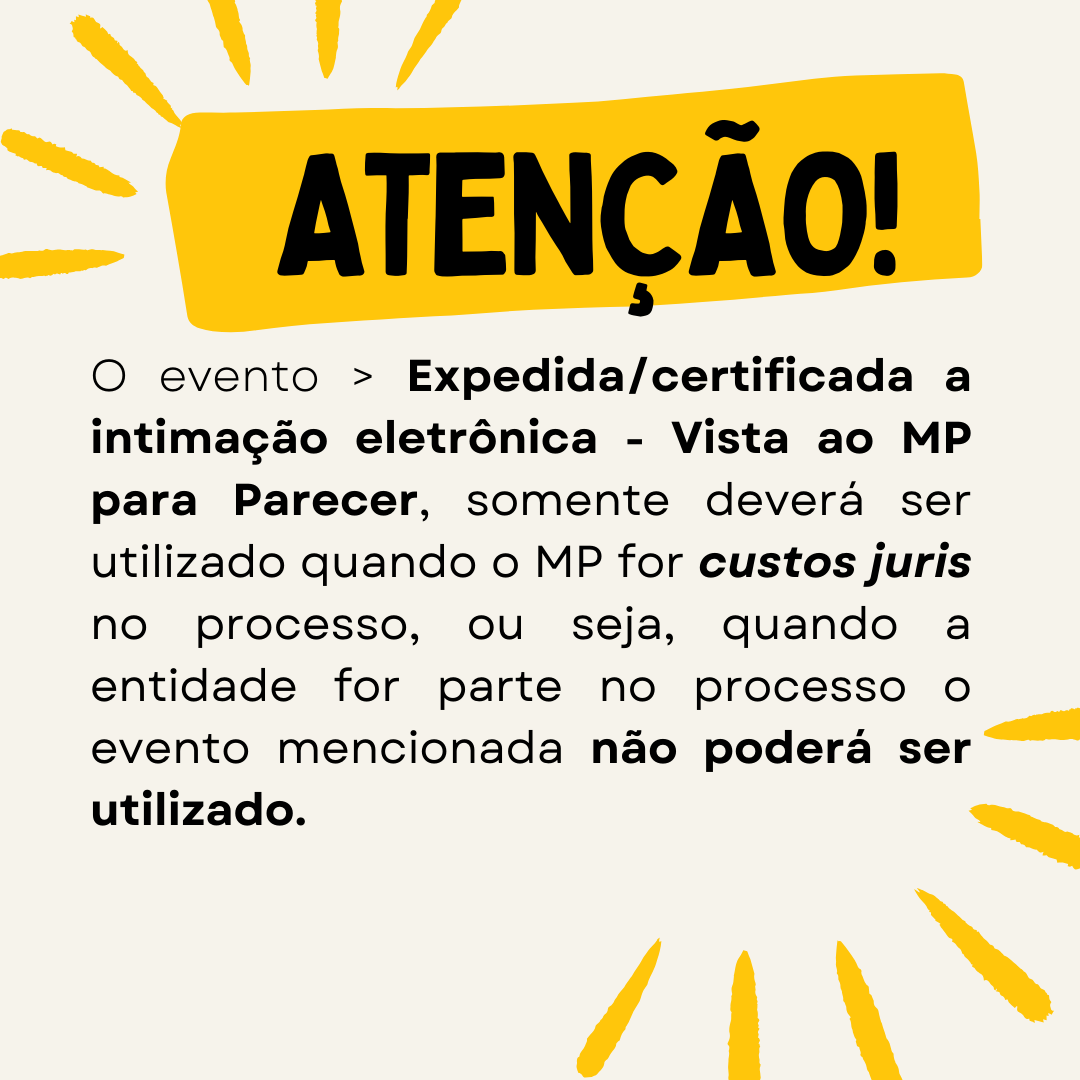 ATENÇÃO!
O evento > Expedida/certificada a
intimação eletrônica - Vista ao MP
para Parecer, somente deverá ser
utilizado quando o MP for custos juris
no processo, ou seja, quando a
entidade for parte no processo o
evento mencionada não poderá ser
utilizado.